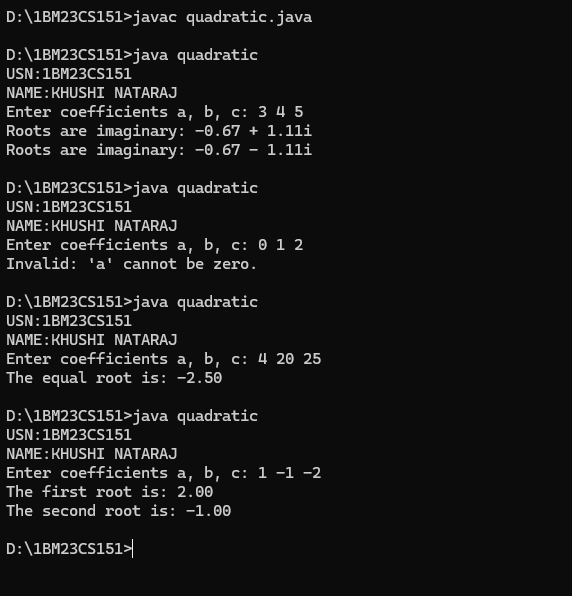 D:\1BM23CS151>javac quadratic.java
D:\1BM23CS151>java quadratic
USN:1BM23CS151
NAME:KHUSHI NATARAJ
Enter coefficients a, b, c: 3 4 5
Roots are imaginary: -0.67 + 1.11i
Roots are imaginary: -0.67 - 1.11i
D:\1BM23CS151>java quadratic
USN:1BM23CS151
NAME:KHUSHI NATARAJ
Enter coefficients a, b, c: 0 1 2
Invalid: 'a' cannot be zero.
D:\1BM23CS151>java quadratic
USN:1BM23CS151
NAME:KHUSHI NATARAJ
Enter coefficients a, b, c: 4 20 25
The equal root is: -2.50
D:\1BM23CS151>java quadratic
USN:1BM23CS151
NAME:KHUSHI NATARAJ
Enter coefficients a, b, c: 1 -1 -2
The first root is: 2.00
The second root is: -1.00
D:\1BM23CS151>